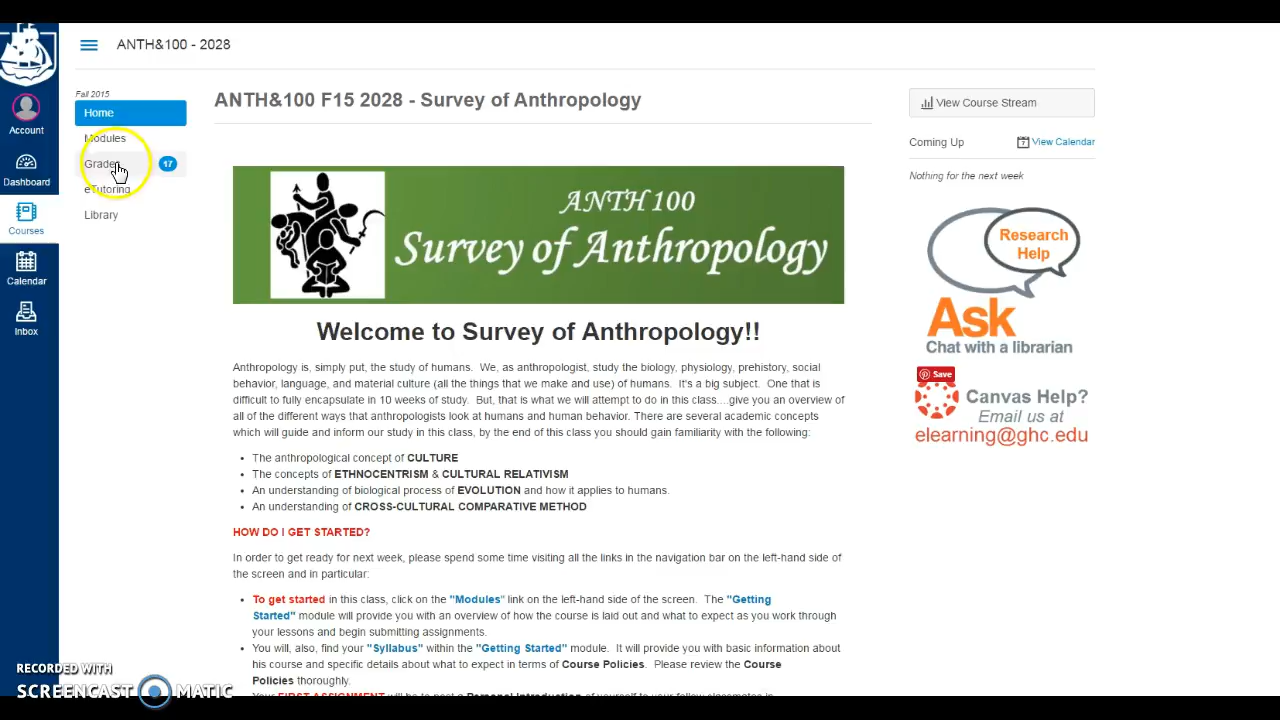 ANTH&100 - 2028
Account
Dashboard
Courses
Calendar
Inbox
Fall 2015
Home
Modules
Grades
17
eTutoring
Library
ANTH&100 F15 2028 - Survey of Anthropology
ANTH 100
Survey of Anthropology
Welcome to Survey of Anthropology!!
Anthropology is, simply put, the study of humans. We, as anthropologist, study the biology, physiology, prehistory, social
behavior, language, and material culture (all the things that we make and use) of humans. It's a big subject. One that is
difficult to fully encapsulate in 10 weeks of study. But, that is what we will attempt to do in this class....give you an overview of
all of the different ways that anthropologists look at humans and human behavior. There are several academic concepts
which will guide and inform our study in this class, by the end of this class you should gain familiarity with the following:
• The anthropological concept of CULTURE
• The concepts of ETHNOCENTRISM & CULTURAL RELATIVISM
• An understanding of biological process of EVOLUTION and how it applies to humans.
• An understanding of CROSS-CULTURAL COMPARATIVE METHOD
HOW DO I GET STARTED?
In order to get ready for next week, please spend some time visiting all the links in the navigation bar on the left-hand side of
the screen and in particular:
• To get started in this class, click on the "Modules" link on the left-hand side of the screen. The "Getting
Started" module will provide you with an overview of how the course is laid out and what to expect as you work through
your lessons and begin submitting assignments.
• You will, also, find your "Syllabus" within the "Getting Started" module. It will provide you with basic information about
his course and specific details about what to expect in terms of Course Policies. Please review the Course
Policies thoroughly.
• Your FIRST ASSIGNMENT will be to post a Personal Introduction of yourself to your fellow classmates in
View Course Stream
Coming Up
7
View Calendar
Nothing for the next week
Research
Help
Ask
Chat with a librarian
Save
Canvas Help?
Email us at
elearning@ghc.edu
RECORDED WITH
SCREENCAST MATIC